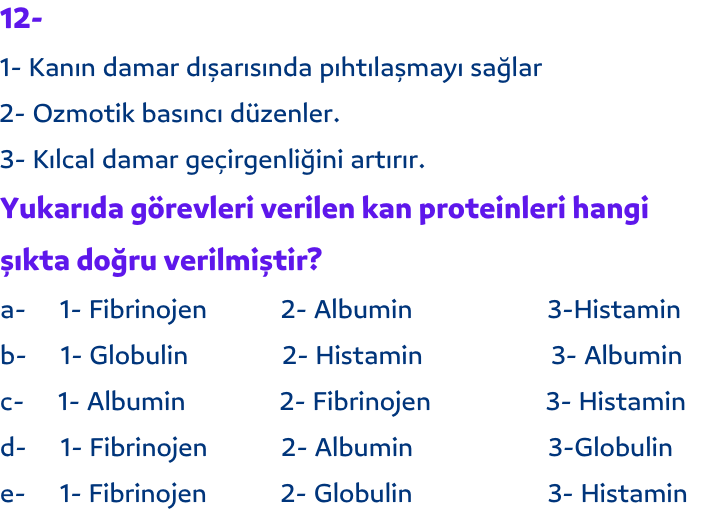 12-
1- Kanın damar dışarısında pıhtılaşmayı sağlar
2- Ozmotik basıncı düzenler.
3- Kılcal damar geçirgenliğini artırır.
Yukarıda görevleri verilen kan proteinleri hangi
şıkta doğru verilmiştir?
a- 1- Fibrinojen 2- Albumin 3-Histamin
b- 1- Globulin 2- Histamin 3- Albumin
c- 1- Albumin 2- Fibrinojen 3- Histamin
d- 1- Fibrinojen 2- Albumin 3-Globulin
e- 1- Fibrinojen 2- Globulin 3- Histamin